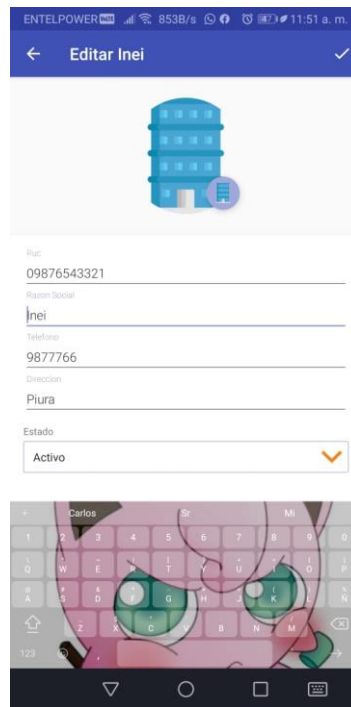 ENTELPOWER 853B/s 11:51 a. m.
Editar Inei
Ruc
09876543321
Razon Social
Inei
Telefono
9877766
Direccion
Piura
Estado
Activo
Carlos Sr Mi
1 2 3 4 5 6 7 8 9 0
Q W E R T Y U I O P
A S D F G H J K L Ñ
Z X C V B N M
123 ,